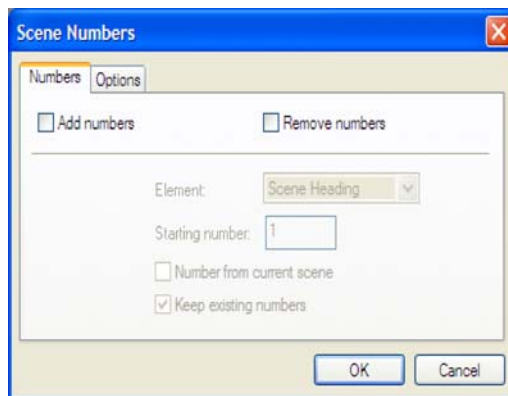 Scene Numbers
Numbers Options
Add numbers Remove numbers
Element: Scene Heading
Starting number: 1
Number from current scene
Keep existing numbers
OK Cancel